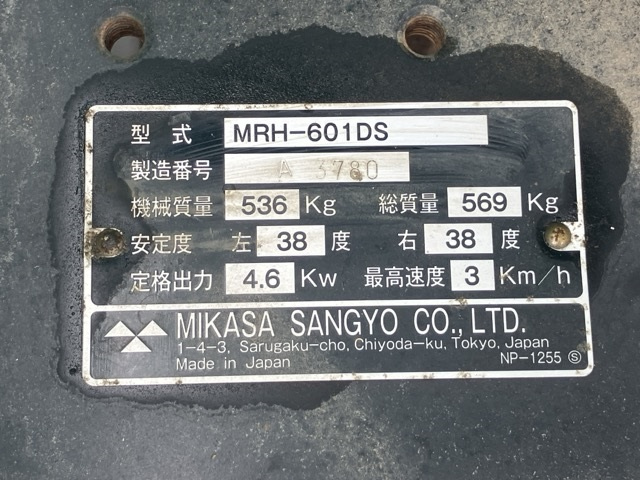 型式 MRH-601DS
製造番号 A 3780
機械質量 536 Kg 総質量 569 Kg
安定度 左 38 度 右 38 度
定格出力 4.6 Kw 最高速度 3 Km/h
MIKASA SANGYO CO., LTD.
1-4-3, Sarugaku-cho, Chiyoda-ku, Tokyo, Japan
Made in Japan NP-1255 Ⓢ